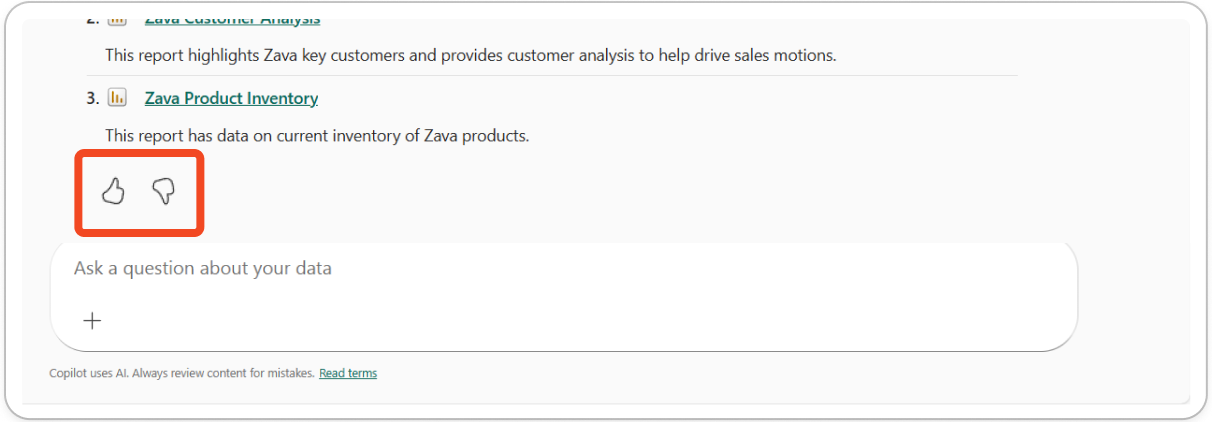 2. Zava Customer Analysis
This report highlights Zava key customers and provides customer analysis to help drive sales motions.
3. Zava Product Inventory
This report has data on current inventory of Zava products.
Ask a question about your data
Copilot uses AI. Always review content for mistakes. Read terms